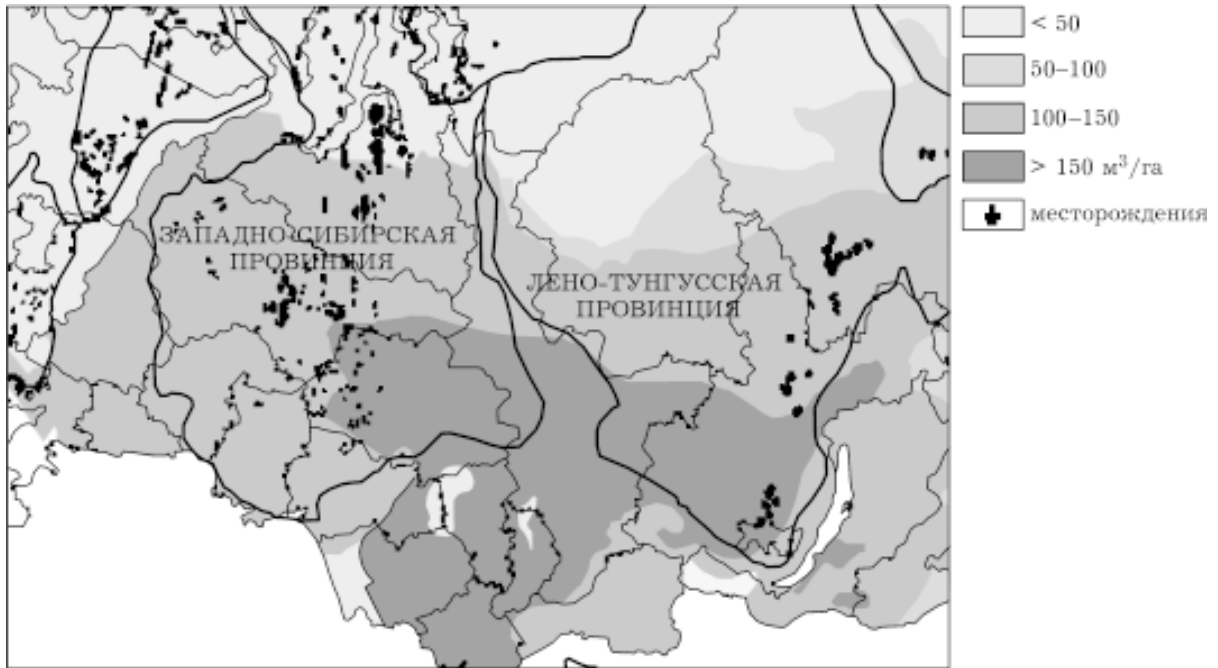 < 50
50–100
100–150
> 150 м³/га
месторождения
ЗАПАДНО-СИБИРСКАЯ
ПРОВИНЦИЯ
ЛЕНО-ТУНГУССКАЯ
ПРОВИНЦИЯ